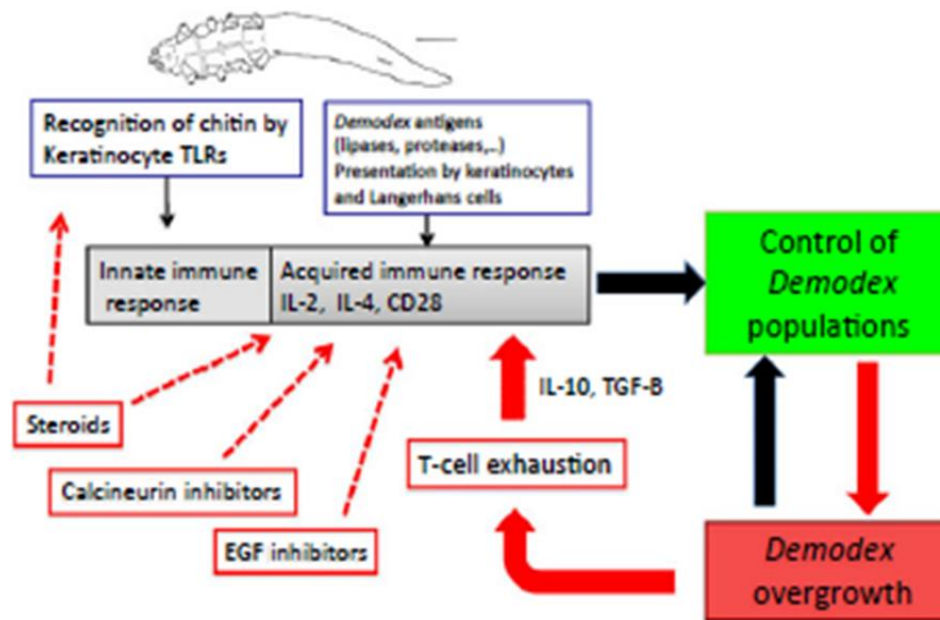 Recognition of chitin by
Keratinocyte TLRs
Demodex antigens
(lipases, proteases,..)
Presentation by keratinocytes
and Langerhans cells
Innate immune
response
Acquired immune response
IL-2, IL-4, CD28
Control of
Demodex
populations
IL-10, TGF-B
Steroids
T-cell exhaustion
Calcineurin inhibitors
EGF inhibitors
Demodex
overgrowth